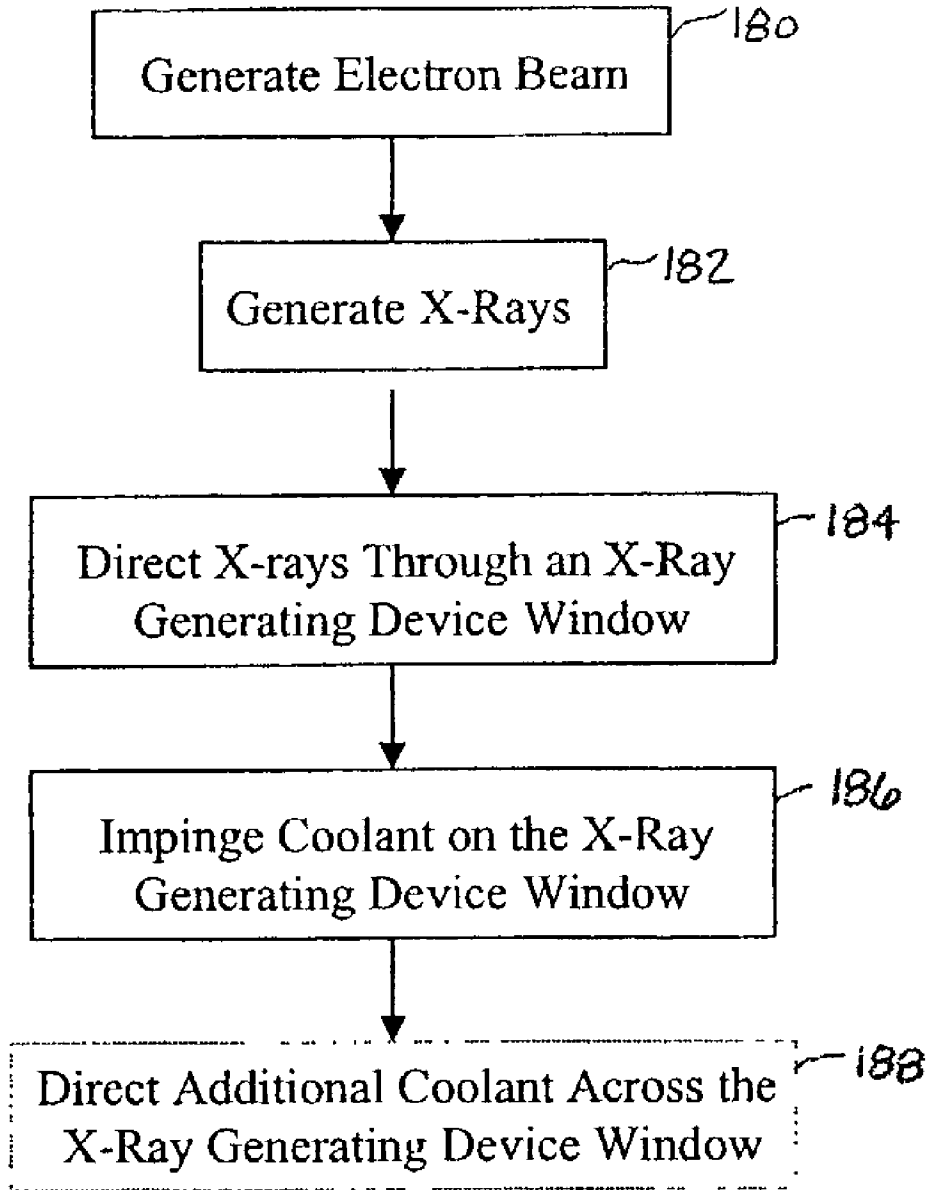 180
Generate Electron Beam
182
Generate X-Rays
184
Direct X-rays Through an X-Ray
Generating Device Window
186
Impinge Coolant on the X-Ray
Generating Device Window
188
Direct Additional Coolant Across the
X-Ray Generating Device Window